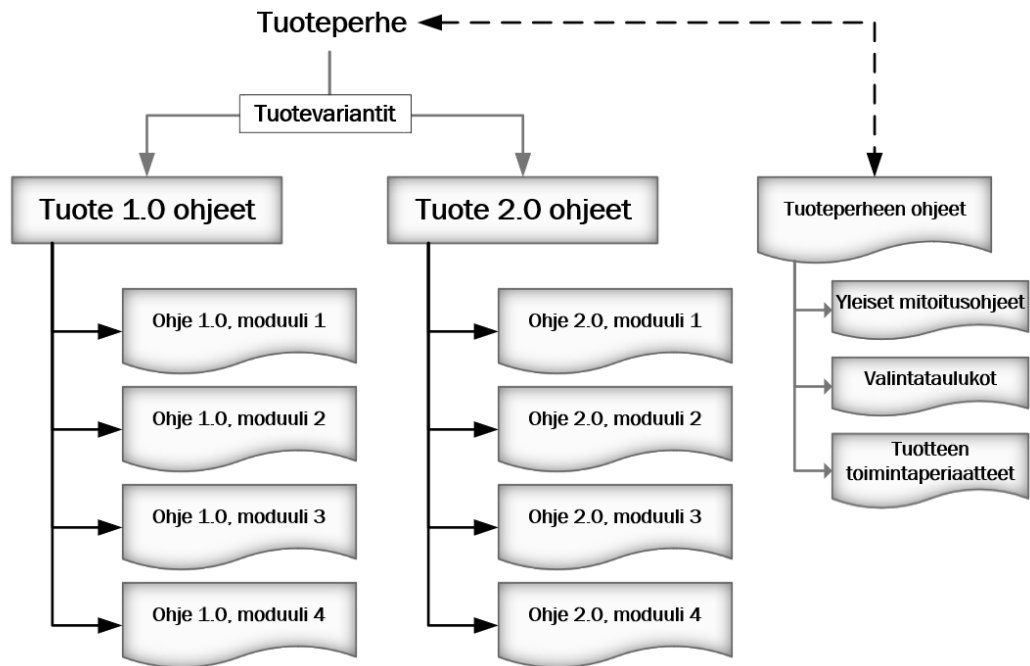 Tuoteperhe
Tuotevariantit
Tuote 1.0 ohjeet
Ohje 1.0, moduuli 1
Ohje 1.0, moduuli 2
Ohje 1.0, moduuli 3
Ohje 1.0, moduuli 4
Tuote 2.0 ohjeet
Ohje 2.0, moduuli 1
Ohje 2.0, moduuli 2
Ohje 2.0, moduuli 3
Ohje 2.0, moduuli 4
Tuoteperheen ohjeet
Yleiset mitoitusohjeet
Valintataulukot
Tuotteen
toimintaperiaatteet